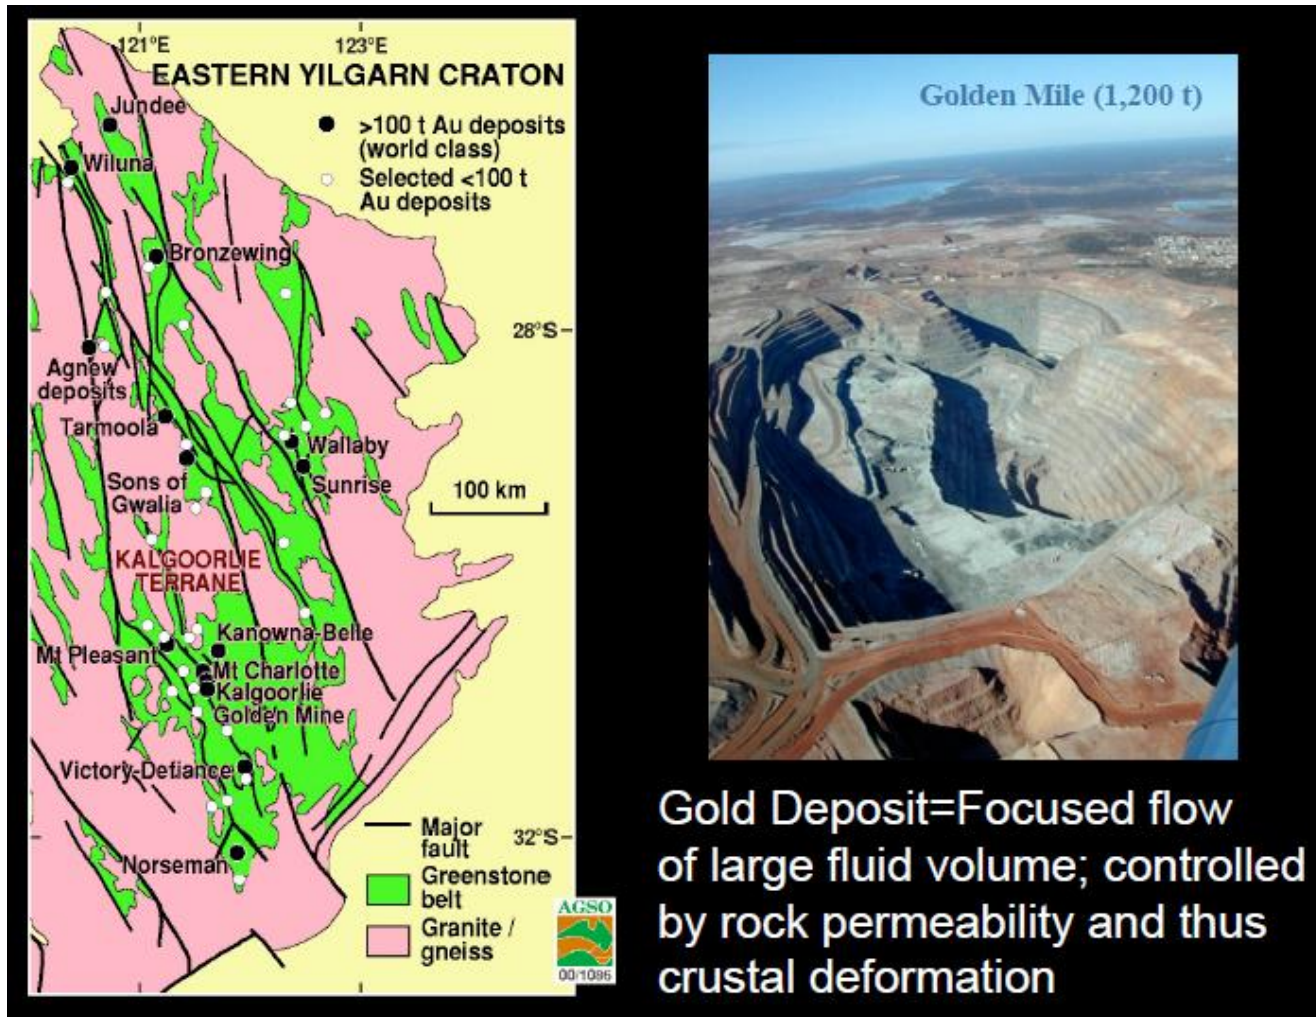 121°E
123°E
EASTERN YILGARN CRATON
Jundee
>100 t Au deposits
(world class)
Wiluna
Selected <100 t
Au deposits
Bronzewing
28°S
Agnew
deposits
Tarmoola
Wallaby
Sunrise
Sons of
Gwalia
100 km
KALGOORLIE
TERRANE
Kanowna-Belle
Mt Pleasant
Mt Charlotte
Kalgoorlie
Golden Mine
Victory-Defiance
Major
fault
32°S
Norseman
Greenstone
belt
Granite /
gneiss
AGSO
00/1086
Golden Mile (1,200 t)
Gold Deposit=Focused flow
of large fluid volume; controlled
by rock permeability and thus
crustal deformation